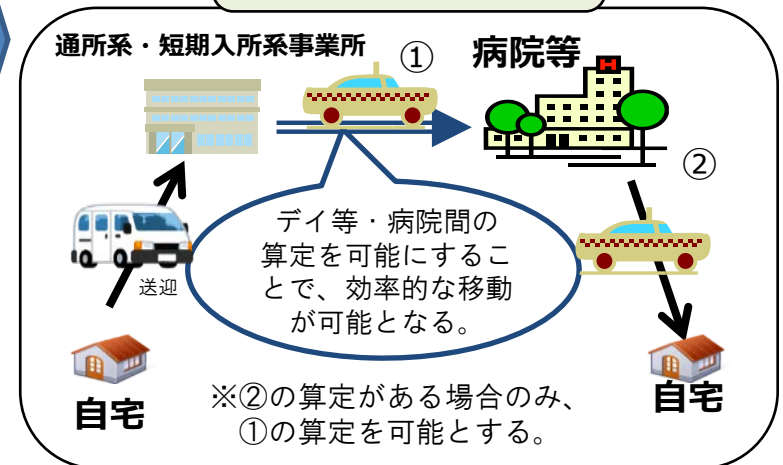 通所系・短期入所系事業所
①
病院等
H
②
デイ等・病院間の
算定を可能にするこ
とで、効率的な移動
が可能となる。
送迎
自宅
自宅
※②の算定がある場合のみ、
①の算定を可能とする。